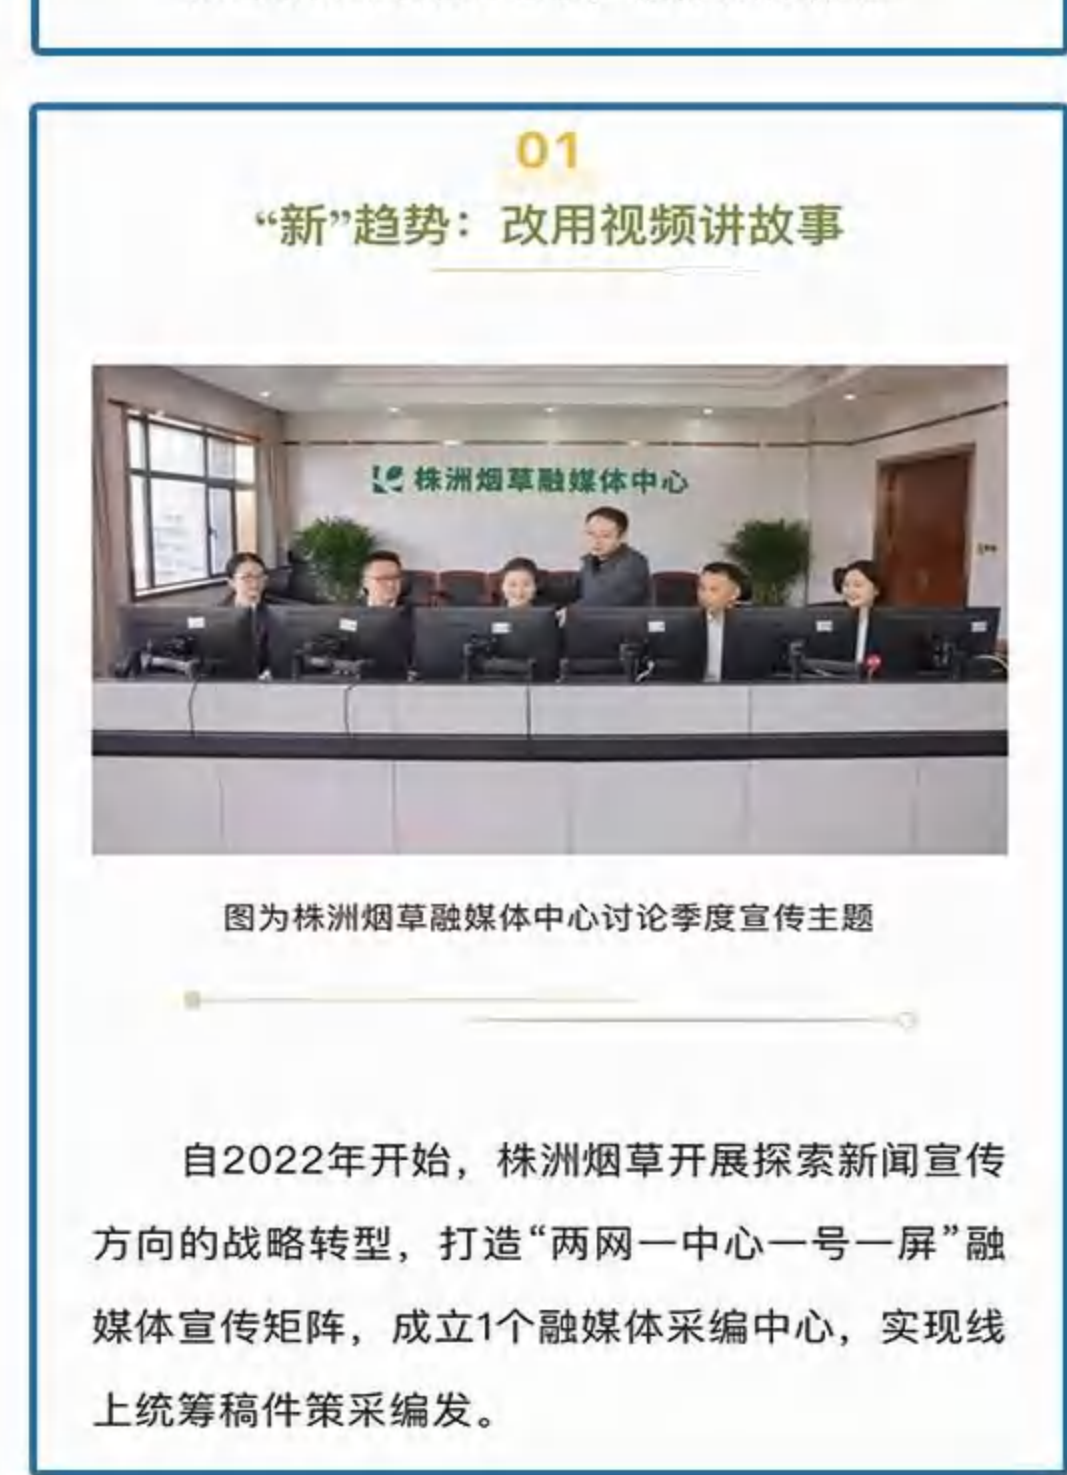 01
“新”趋势：改用视频讲故事
株洲烟草融媒体中心
图为株洲烟草融媒体中心讨论季度宣传主题
自2022年开始，株洲烟草开展探索新闻宣传
方向的战略转型，打造“两网一中心一号一屏”融
媒体宣传矩阵，成立1个融媒体采编中心，实现线
上统筹稿件策采编发。